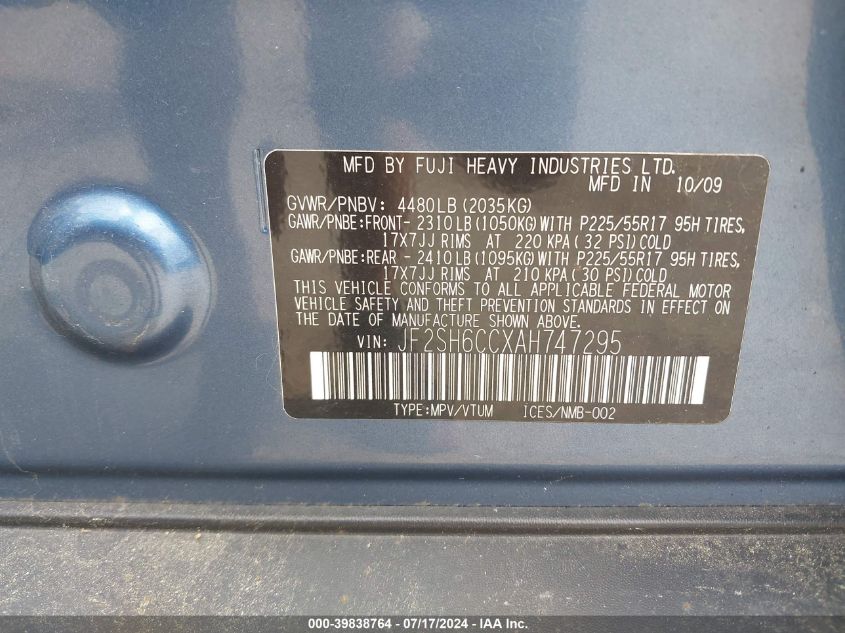 MFD BY FUJI HEAVY INDUSTRIES LTD.
MFD IN 10/09
GVWR/PNBV: 4480LB(2035KG)
GAWR/PNBE:FRONT- 2310LB(1050KG)WITH P225/55R17 95H TIRES,
17X7JJ RIMS AT 220 KPA(32 PSI)COLD
GAWR/PNBE:REAR - 2410LB(1095KG)WITH P225/55R17 95H TIRES,
17X7JJ RIMS AT 210 KPA(30 PSI)COLD
THIS VEHICLE CONFORMS TO ALL APPLICABLE FEDERAL MOTOR
VEHICLE SAFETY AND THEFT PREVENTION STANDARDS IN EFFECT ON
THE DATE OF MANUFACTURE SHOWN ABOVE.
VIN: JF2SH6CCXAH747295
TYPE:MPV/VTUM ICES/NMB-002
000-39838764 / 07/17/2024 - IAA Inc.